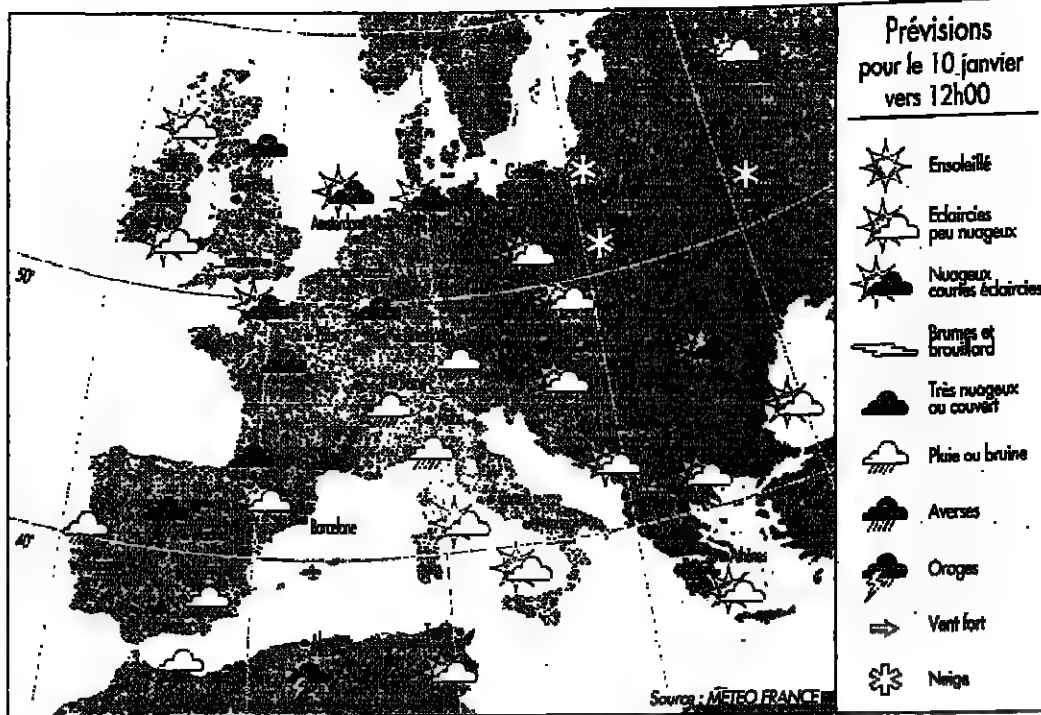 Prévisions
pour le 10 janvier
vers 12h00
Ensoleillé
Eclaircies
peu nuageux
Nuageux
courtes éclaircies
Brumes et
brouillard
Très nuageux
ou couvert
Pluie ou bruine
Averses
Orages
Vent fort
Neige
Amsterdam
50°
Barcelone
40°
Athènes
Source : METEO FRANCE